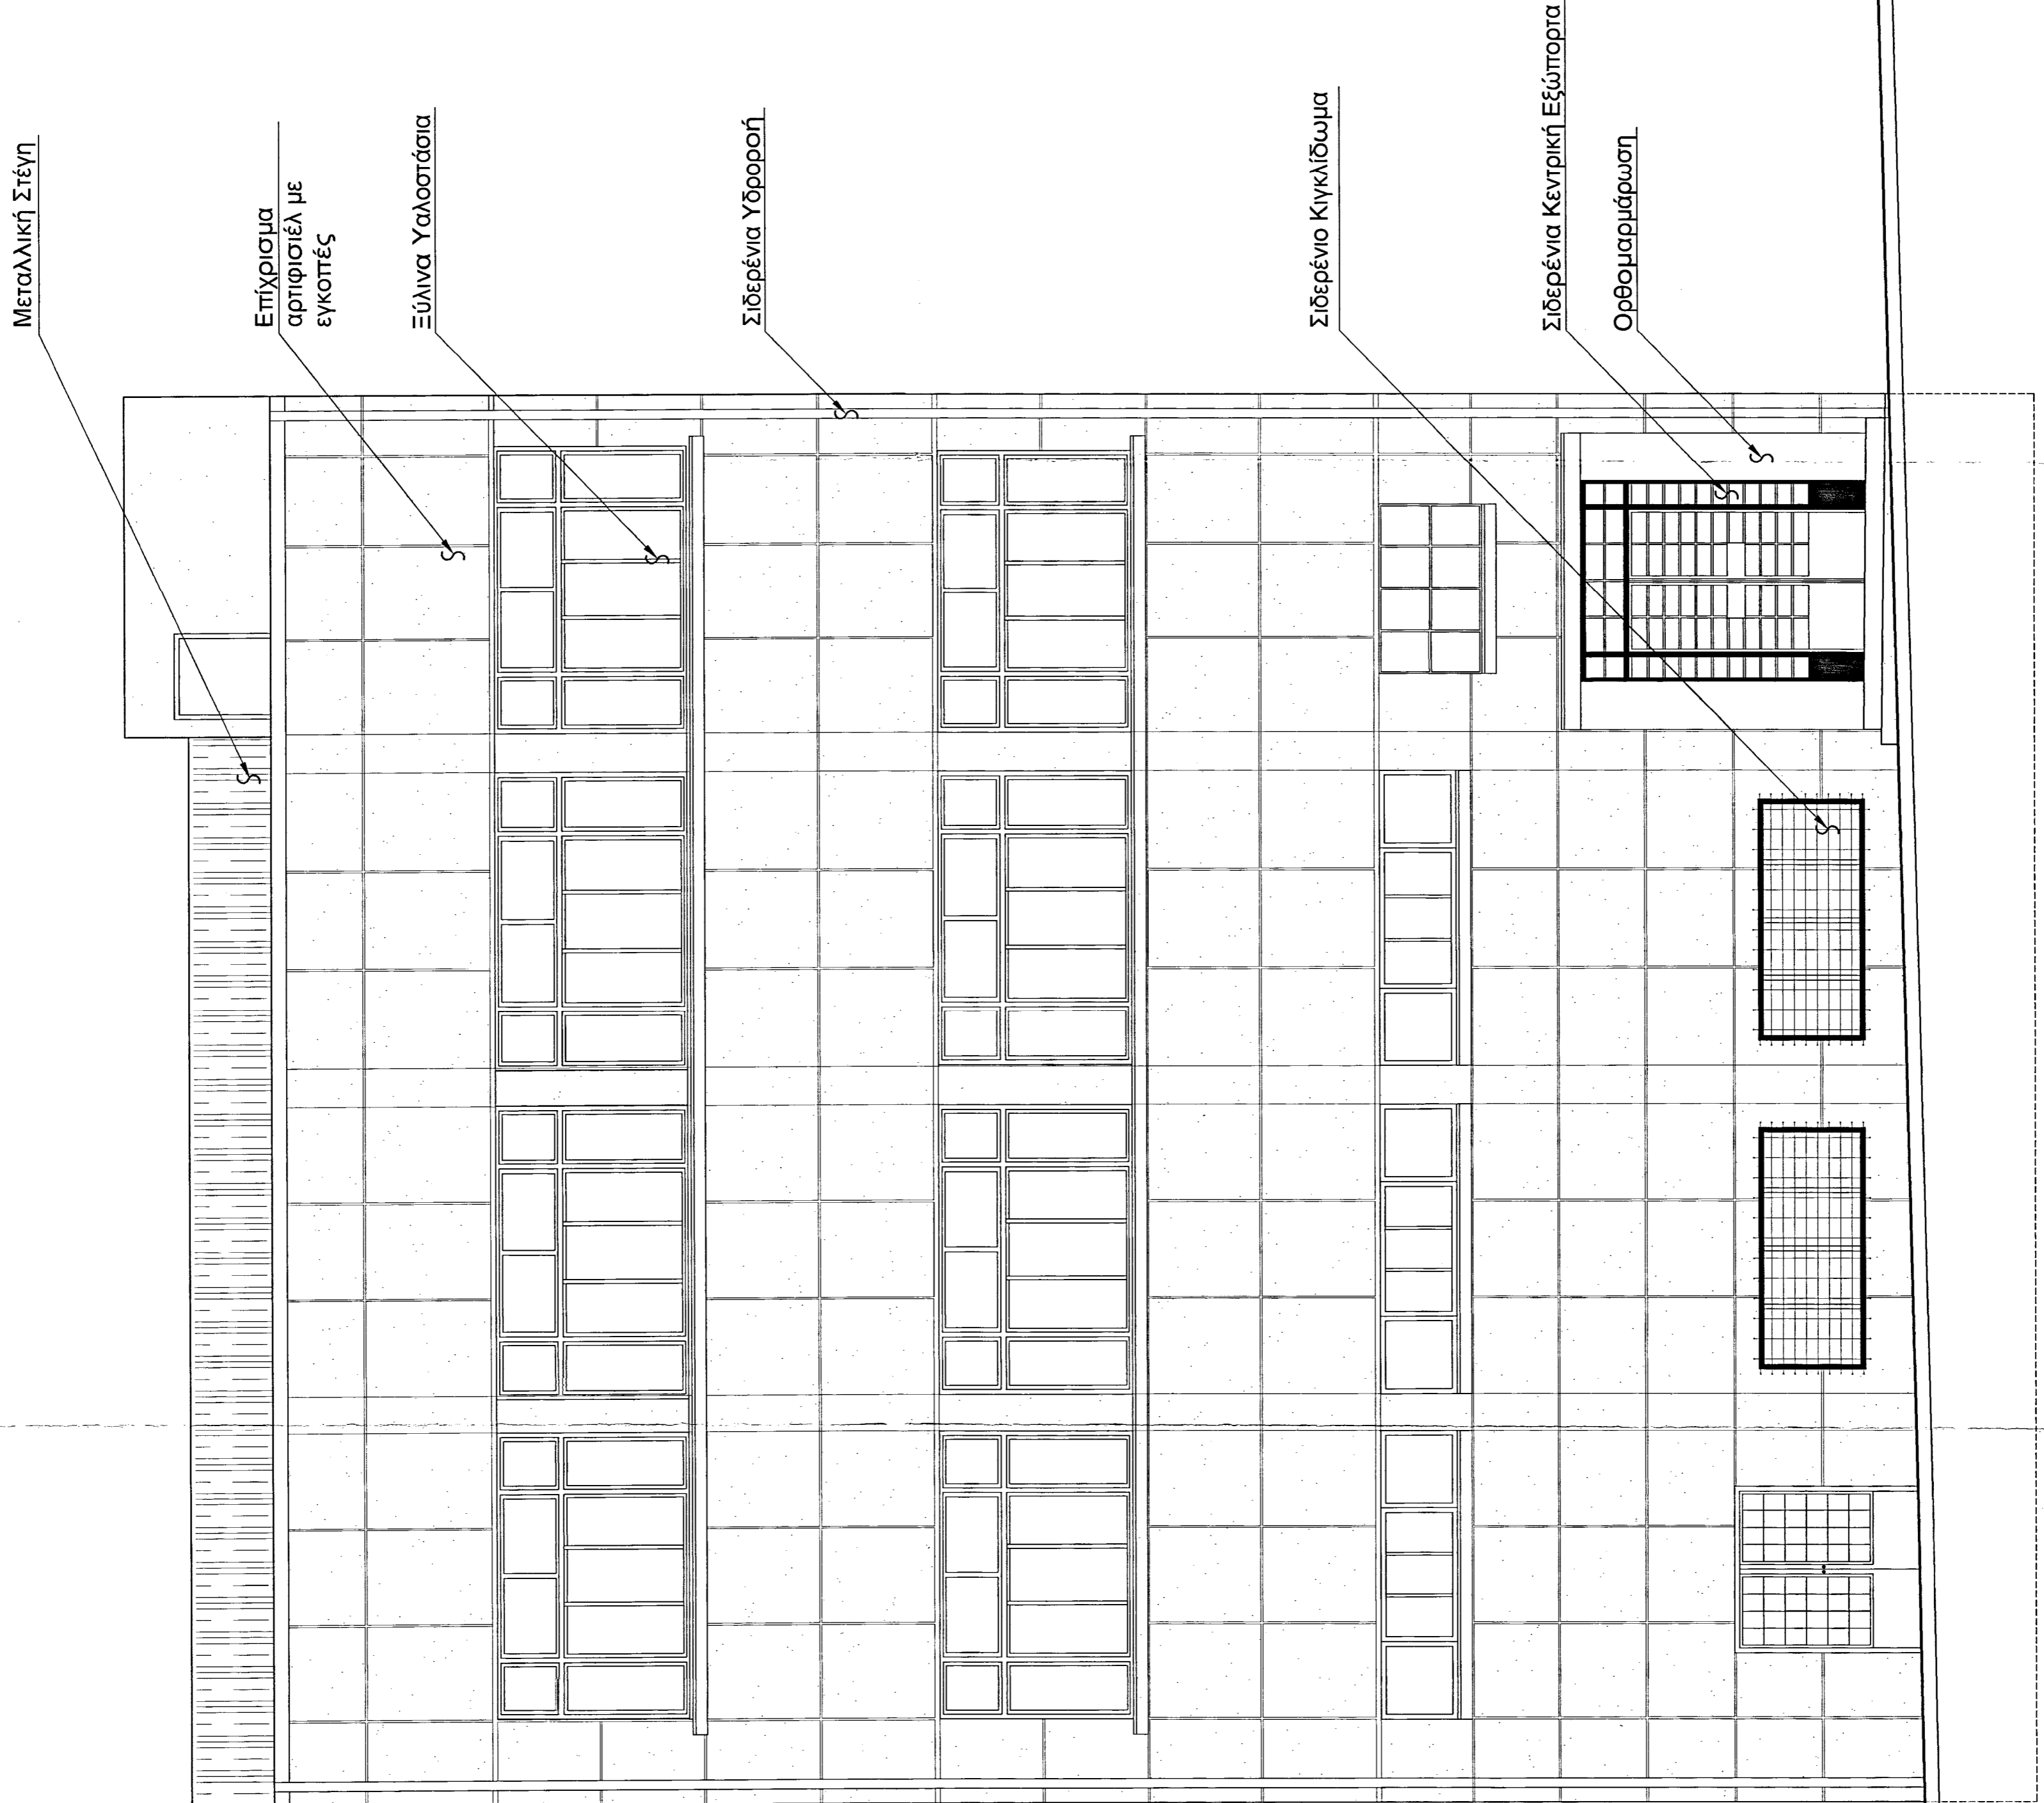 Μεταλλική Στέγη
Επίχρισμα
αρτιφισιέλ με
εγκοπές
Ξύλινα Υαλοστάσια
Σιδερένια Υδρορροή
Σιδερένιο Κιγκλίδωμα
Σιδερένια Κεντρική Εξώπορτα
Ορθομαρμάρωση